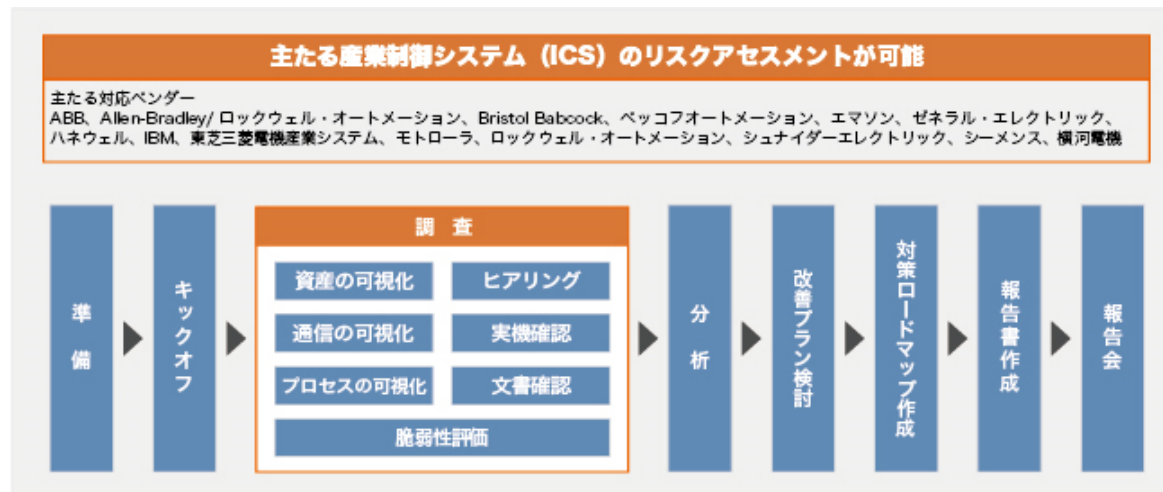 主たる産業制御システム（ICS）のリスクアセスメントが可能
主たる対応ベンダー
ABB、Allen-Bradley/ ロックウェル・オートメーション、Bristol Babcock、ベッコフオートメーション、エマソン、ゼネラル・エレクトリック、
ハネウェル、IBM、東芝三菱電機産業システム、モトローラ、ロックウェル・オートメーション、シュナイダーエレクトリック、シーメンス、横河電機
準備
キックオフ
調査
資産の可視化
ヒアリング
通信の可視化
実機確認
プロセスの可視化
文書確認
脆弱性評価
分析
改善プラン検討
対策ロードマップ作成
報告書作成
報告会